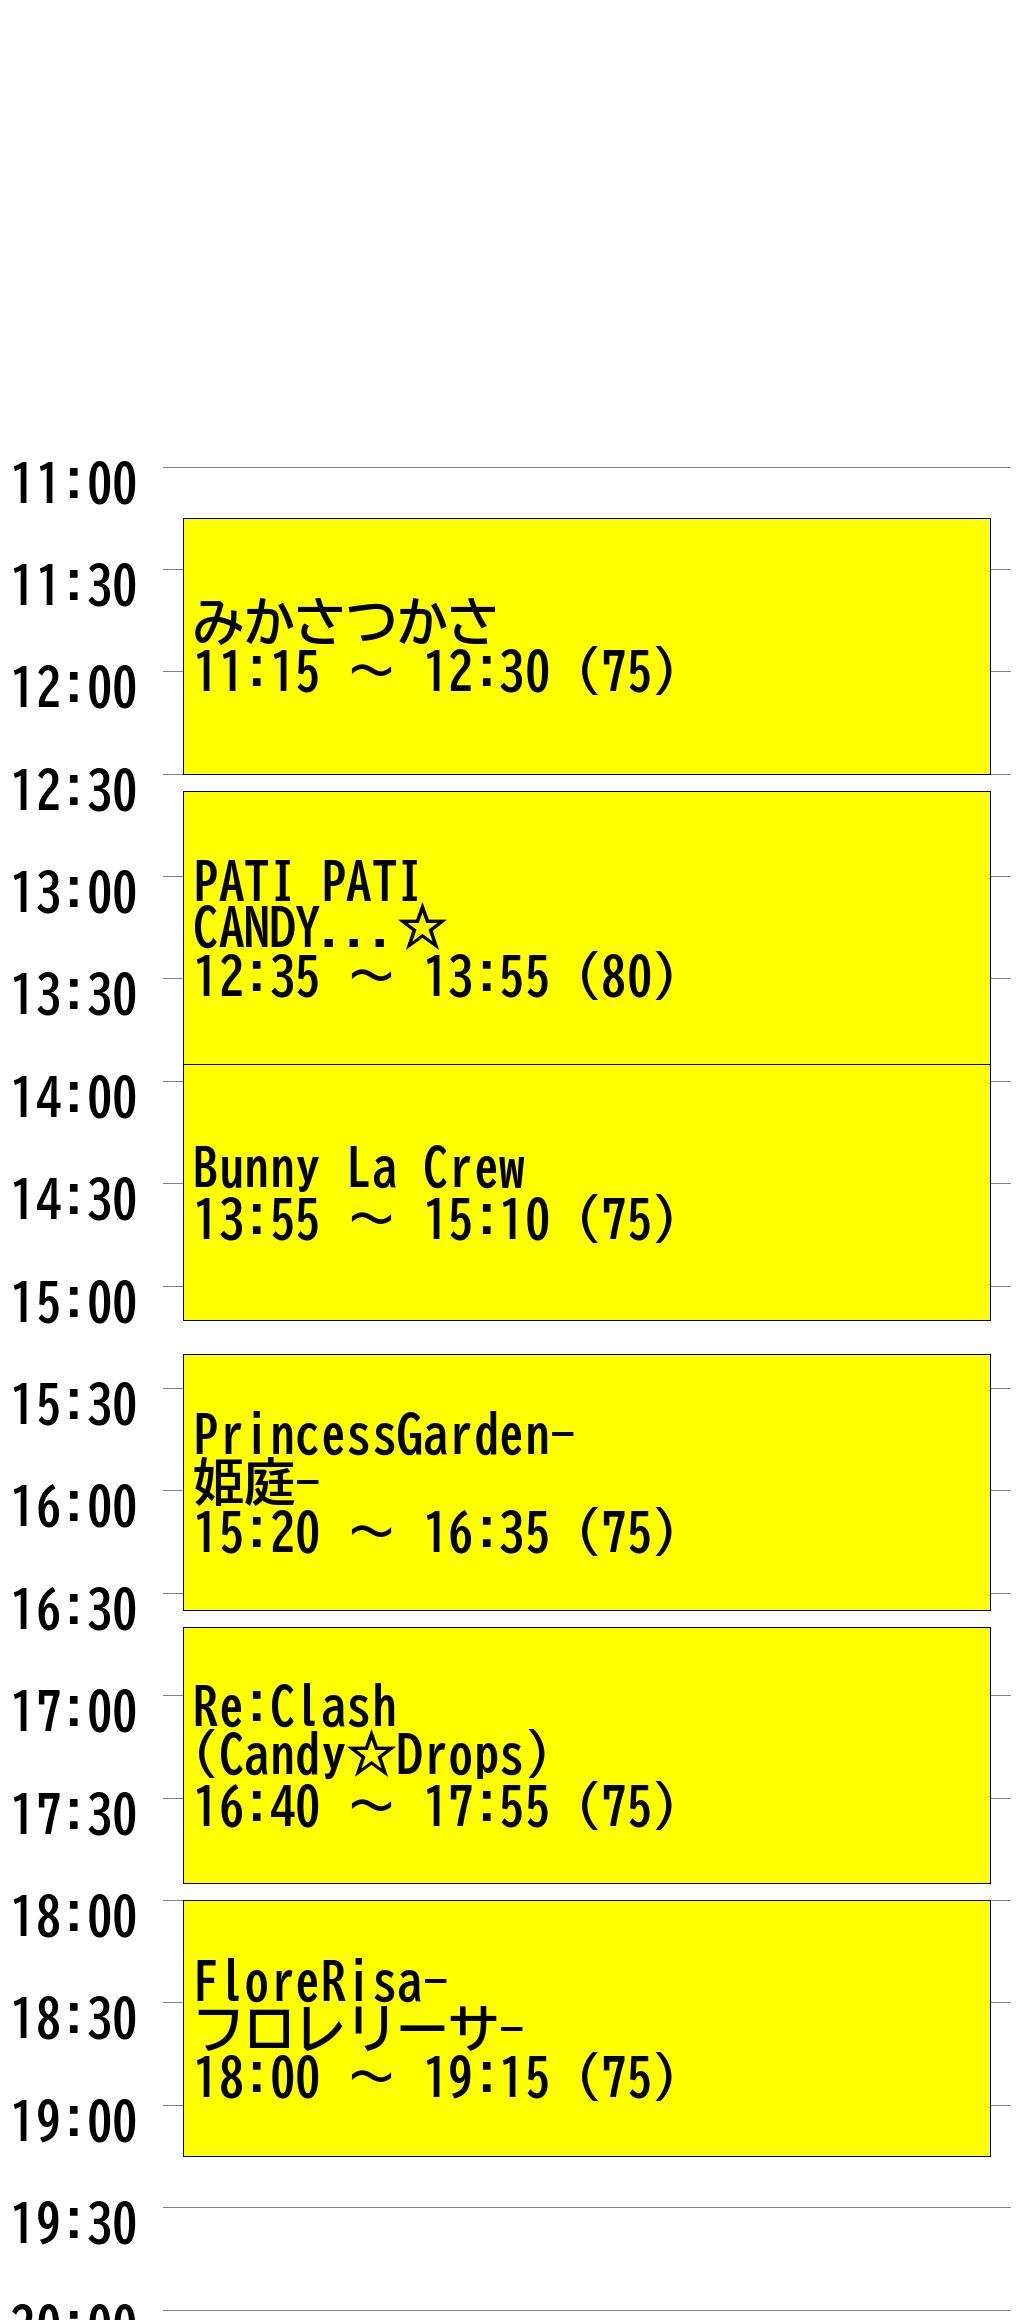 11:00
11:30
みかさつかさ
11:15 ～ 12:30 (75)
12:00
12:30
PATI PATI
CANDY...☆
12:35 ～ 13:55 (80)
13:00
13:30
14:00
Bunny La Crew
13:55 ～ 15:10 (75)
14:30
15:00
15:30
PrincessGarden-
姫庭-
15:20 ～ 16:35 (75)
16:00
16:30
Re:Clash
(Candy☆Drops)
16:40 ～ 17:55 (75)
17:00
17:30
18:00
FloreRisa-
フロレリーサ-
18:00 ～ 19:15 (75)
18:30
19:00
19:30
20:00